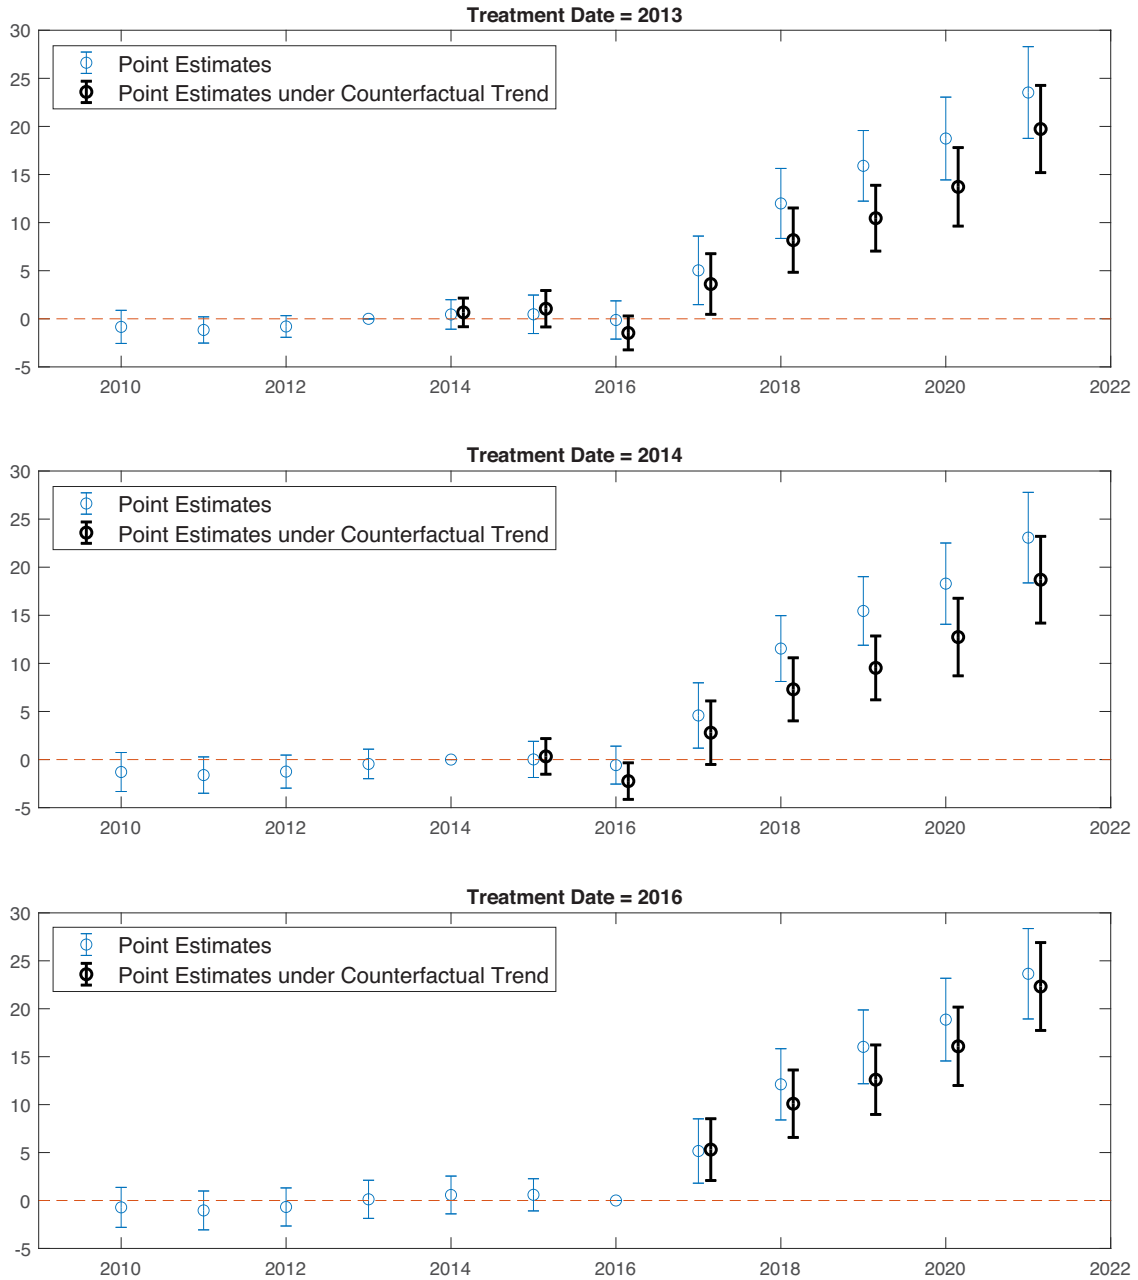 Treatment Date = 2013
30
25
20
15
10
5
0
-5
Point Estimates
Point Estimates under Counterfactual Trend
2010 2012 2014 2016 2018 2020 2022
Treatment Date = 2014
30
25
20
15
10
5
0
-5
Point Estimates
Point Estimates under Counterfactual Trend
2010 2012 2014 2016 2018 2020 2022
Treatment Date = 2016
30
25
20
15
10
5
0
-5
Point Estimates
Point Estimates under Counterfactual Trend
2010 2012 2014 2016 2018 2020 2022